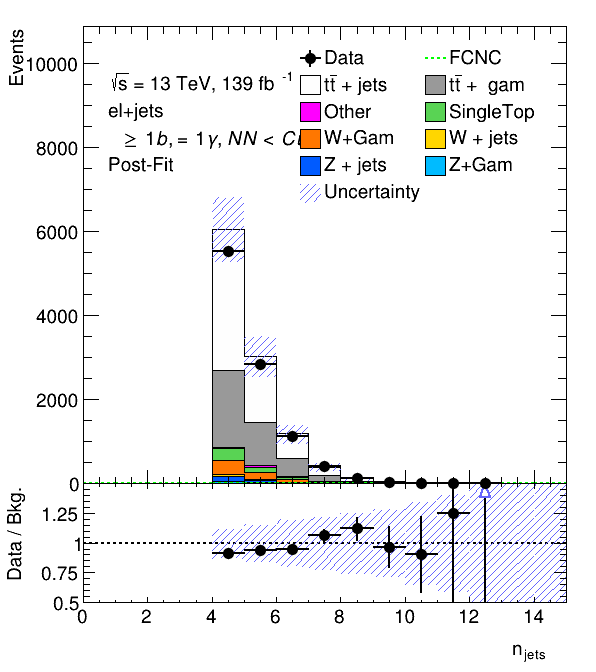 Events
10000
8000
6000
4000
2000
0
√s = 13 TeV, 139 fb⁻¹
el+jets
≥ 1b, = 1γ, NN <
Post-Fit
Data
FCNC
tt̄ + jets
tt̄ + gam
Other
SingleTop
W+Gam
W + jets
Z + jets
Z+Gam
Uncertainty
Data / Bkg.
1.25
1
0.75
0.5
0 2 4 6 8 10 12 14
n_jets